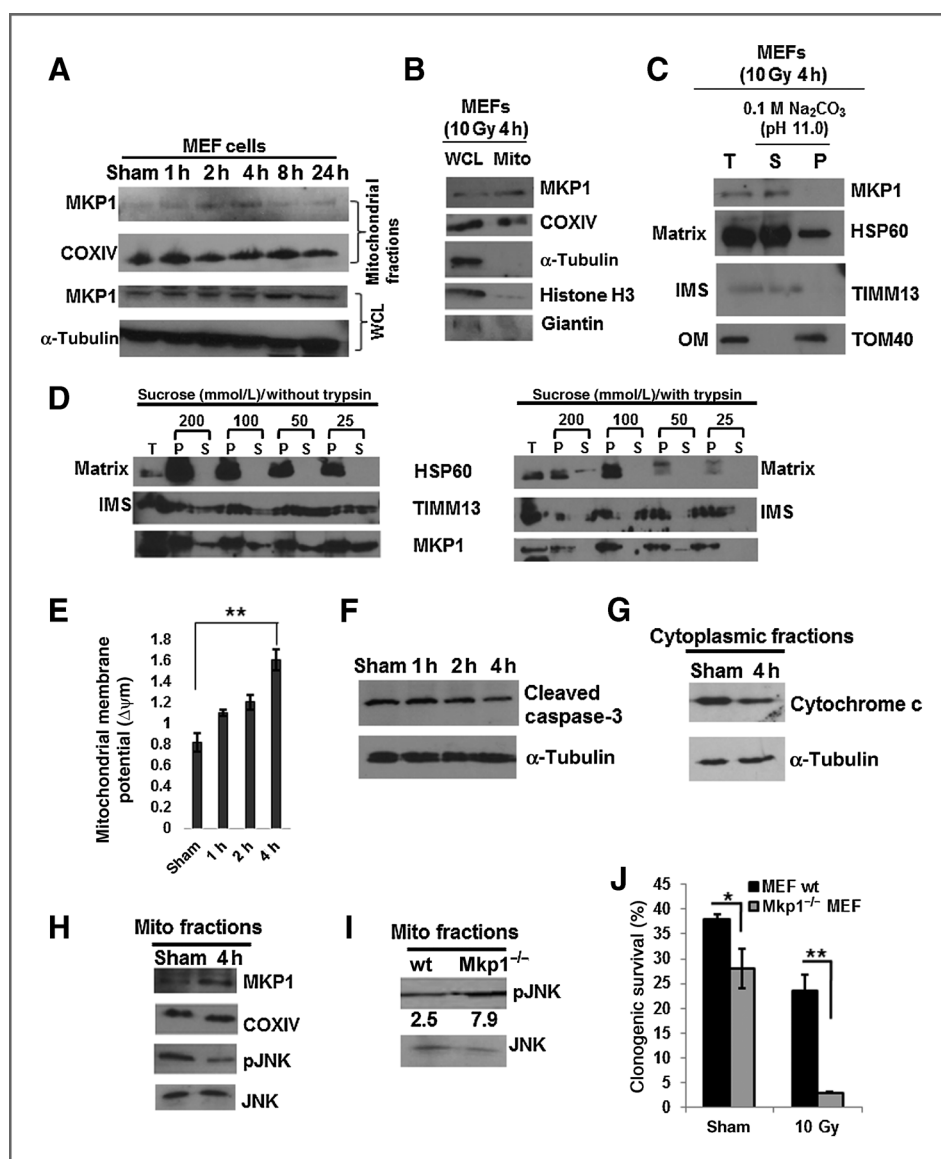 A
MEF cells
Sham 1 h 2 h 4 h 8 h 24 h
MKP1
COXIV
Mitochondrial fractions
MKP1
α-Tubulin
WCL
B
MEFs
(10 Gy 4 h)
WCL Mito
MKP1
COXIV
α-Tubulin
Histone H3
Giantin
C
MEFs
(10 Gy 4 h)
0.1 M Na₂CO₃
(pH 11.0)
T S P
MKP1
Matrix HSP60
IMS TIMM13
OM TOM40
D
Sucrose (mmol/L)/without trypsin
200 100 50 25
T P S P S P S P S
Matrix
IMS
HSP60
TIMM13
MKP1
Sucrose (mmol/L)/with trypsin
200 100 50 25
T P S P S P S P S
Matrix
IMS
E
Mitochondrial membrane
potential (Δψm)
**
1.8
1.6
1.4
1.2
1
0.8
0.6
0.4
0.2
0
Sham 1 h 2 h 4 h
F
Sham 1 h 2 h 4 h
Cleaved
caspase-3
α-Tubulin
G
Cytoplasmic fractions
Sham 4 h
Cytochrome c
α-Tubulin
H
Mito fractions
Sham 4 h
MKP1
COXIV
pJNK
JNK
I
Mito fractions
wt Mkp1⁻/⁻
pJNK
2.5 7.9
JNK
J
Clonogenic survival (%)
45
40
35
30
25
20
15
10
5
0
MEF wt
Mkp1⁻/⁻ MEF
*
**
Sham 10 Gy